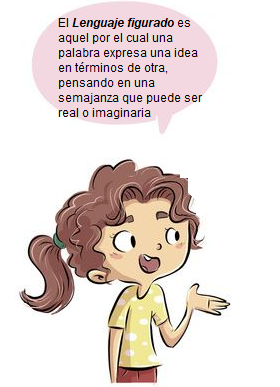 El Lenguaje figurado es
aquel por el cual una
palabra expresa una idea
en términos de otra,
pensando en una
semajanza que puede ser
real o imaginaria